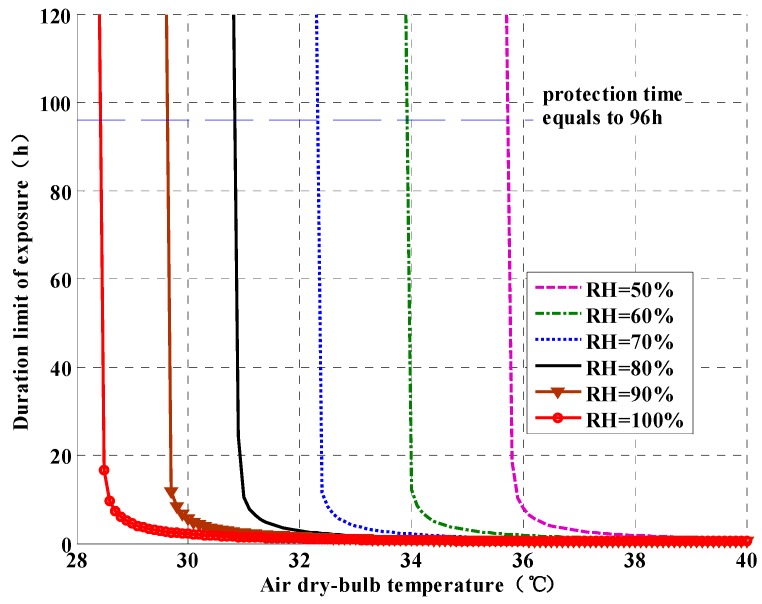 120
100
80
60
40
20
0
Duration limit of exposure（h）
protection time
equals to 96h
RH=50%
RH=60%
RH=70%
RH=80%
RH=90%
RH=100%
28 30 32 34 36 38 40
Air dry-bulb temperature（℃）